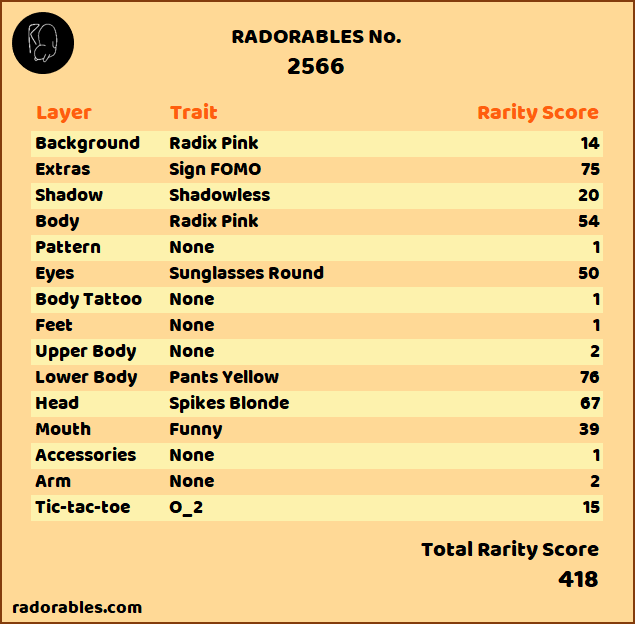 RADORABLES No.
2566
Layer Trait Rarity Score
Background Radix Pink 14
Extras Sign FOMO 75
Shadow Shadowless 20
Body Radix Pink 54
Pattern None 1
Eyes Sunglasses Round 50
Body Tattoo None 1
Feet None 1
Upper Body None 2
Lower Body Pants Yellow 76
Head Spikes Blonde 67
Mouth Funny 39
Accessories None 1
Arm None 2
Tic-tac-toe O_2 15
Total Rarity Score
418
radorables.com